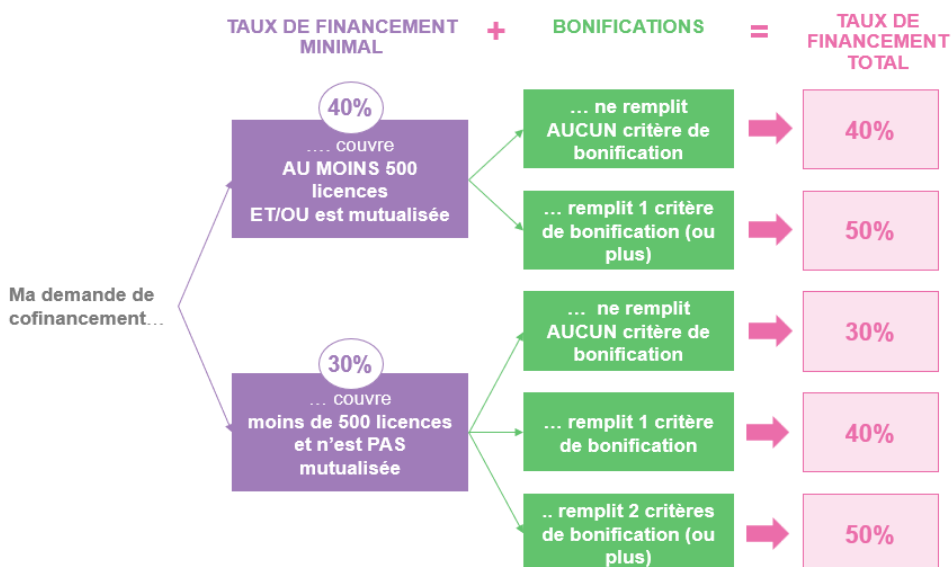 TAUX DE FINANCEMENT
MINIMAL
+
BONIFICATIONS
=
TAUX DE
FINANCEMENT
TOTAL
Ma demande de
cofinancement…
40%
…. couvre
AU MOINS 500
licences
ET/OU est mutualisée
… ne remplit
AUCUN critère de
bonification
40%
… remplit 1 critère
de bonification (ou
plus)
50%
30%
… couvre
moins de 500 licences
et n’est PAS
mutualisée
… ne remplit
AUCUN critère de
bonification
30%
… remplit 1 critère
de bonification
40%
.. remplit 2 critères
de bonification (ou
plus)
50%